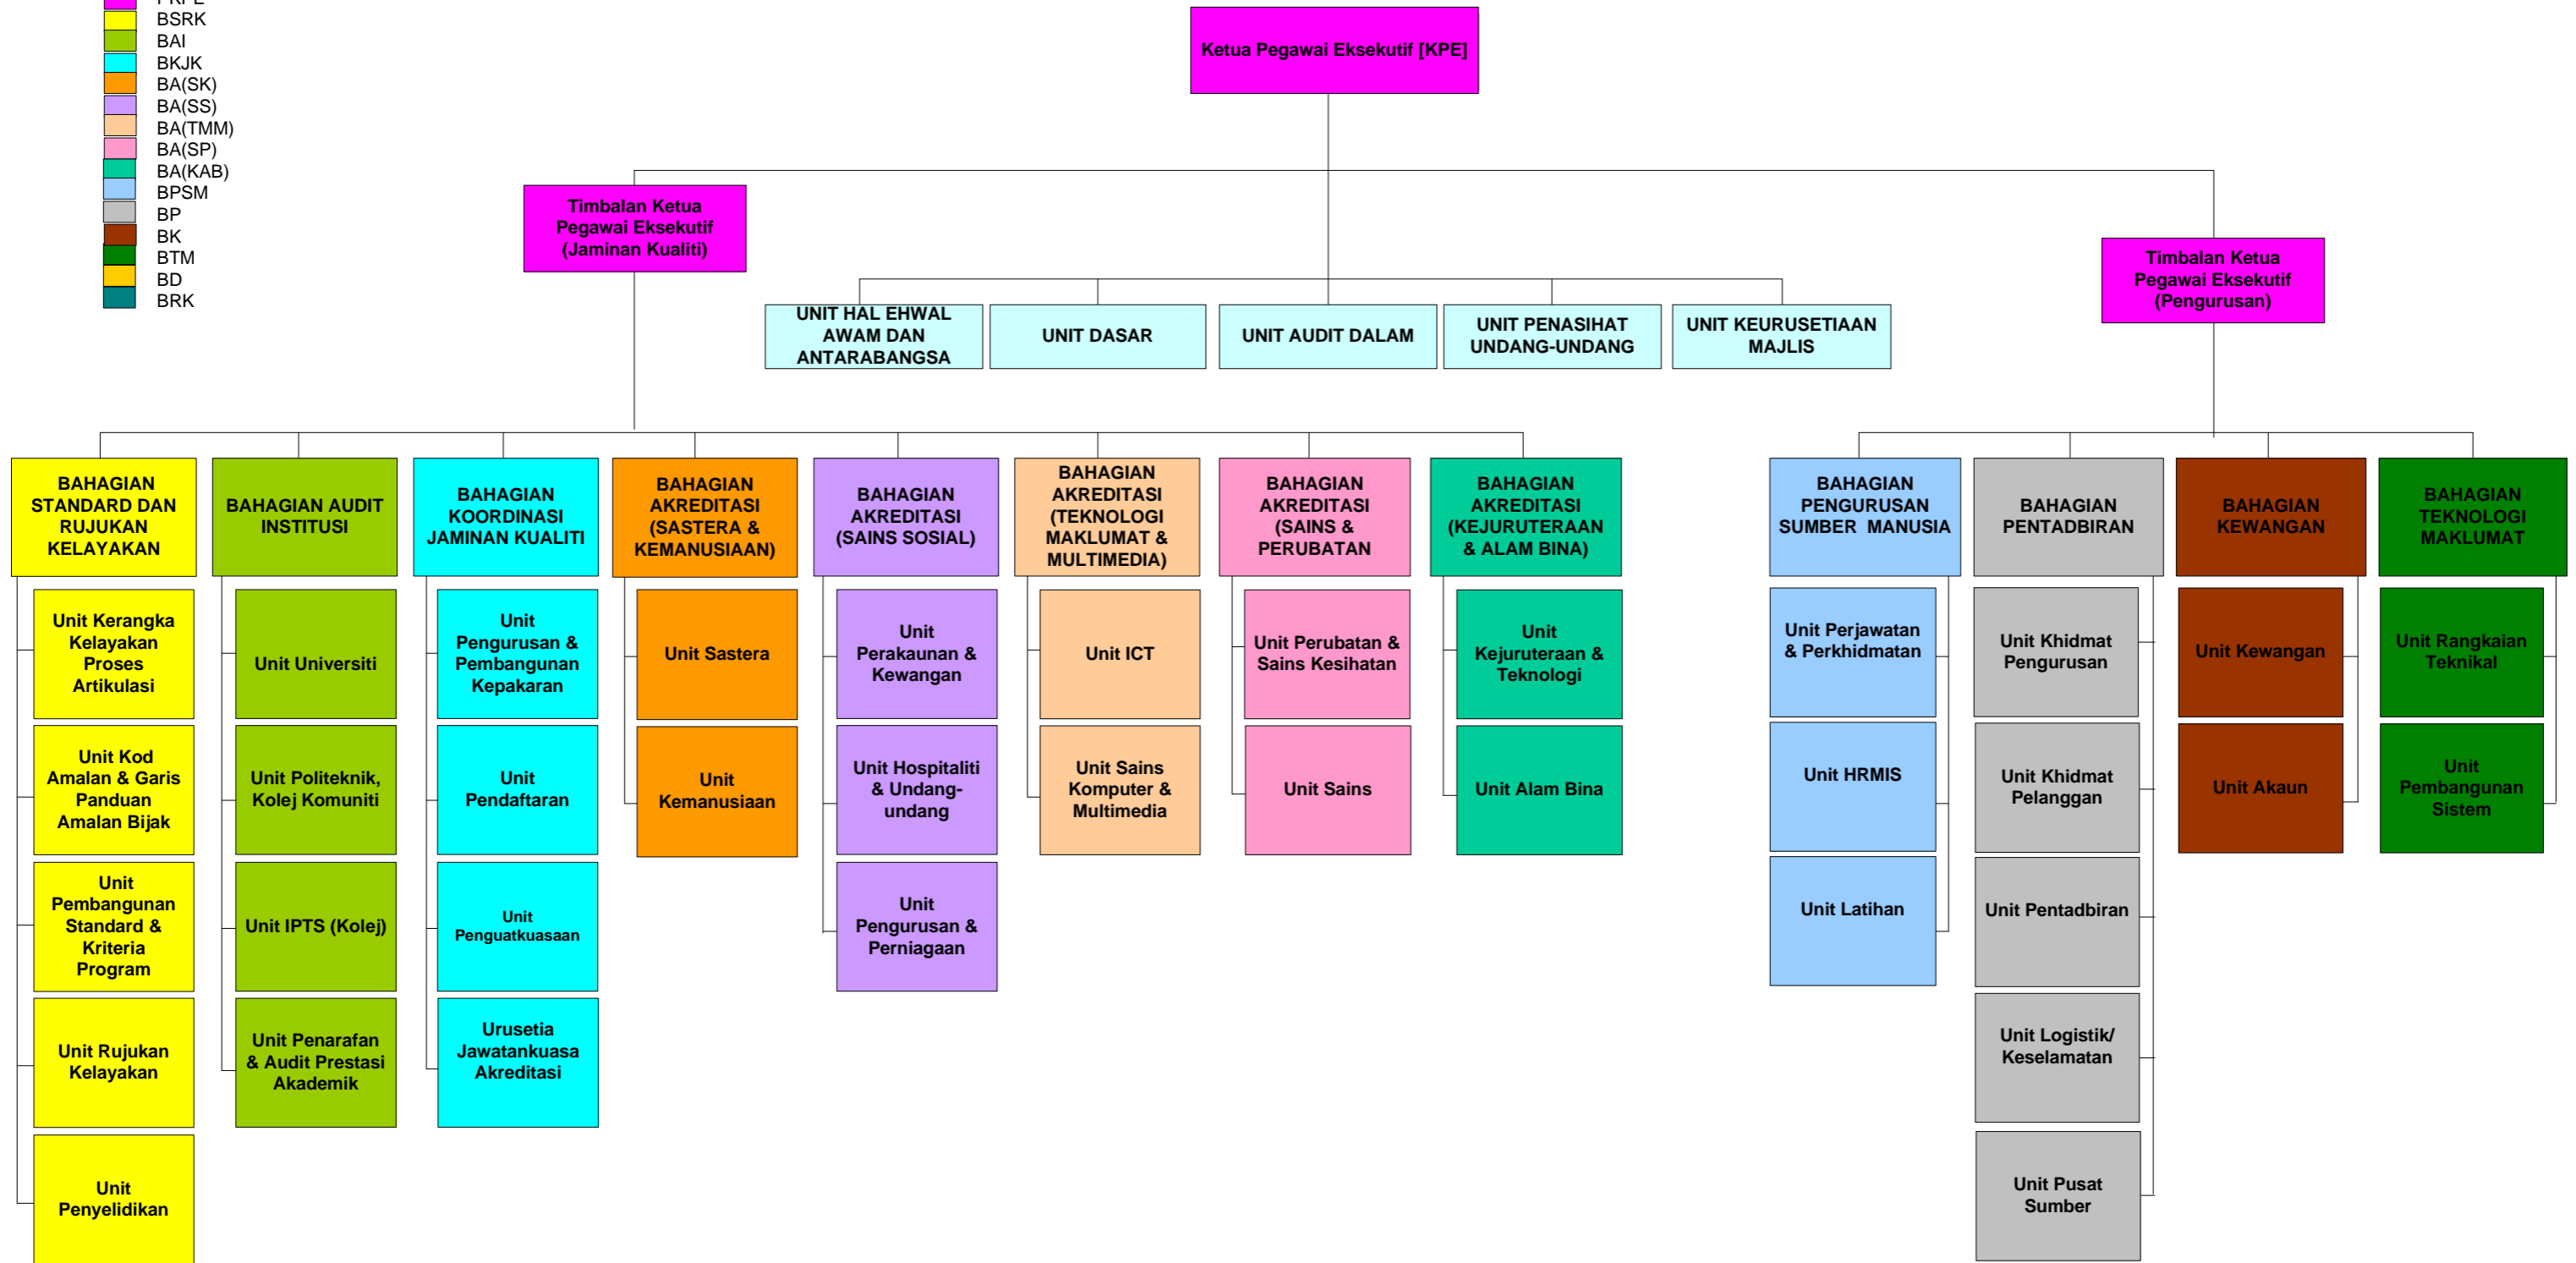 BSRK
BAI
BKJK
BA(SK)
BA(SS)
BA(TMM)
BA(SP)
BA(KAB)
BPSM
BP
BK
BTM
BD
BRK
Ketua Pegawai Eksekutif [KPE]
Timbalan Ketua
Pegawai Eksekutif
(Jaminan Kualiti)
Timbalan Ketua
Pegawai Eksekutif
(Pengurusan)
UNIT HAL EHWAL
AWAM DAN
ANTARABANGSA
UNIT DASAR
UNIT AUDIT DALAM
UNIT PENASIHAT
UNDANG-UNDANG
UNIT KEURUSETIAAN
MAJLIS
BAHAGIAN
STANDARD DAN
RUJUKAN
KELAYAKAN
BAHAGIAN AUDIT
INSTITUSI
BAHAGIAN
KOORDINASI
JAMINAN KUALITI
BAHAGIAN
AKREDITASI
(SASTERA &
KEMANUSIAAN)
BAHAGIAN
AKREDITASI
(SAINS SOSIAL)
BAHAGIAN
AKREDITASI
(TEKNOLOGI
MAKLUMAT &
MULTIMEDIA)
BAHAGIAN
AKREDITASI
(SAINS &
PERUBATAN
BAHAGIAN
AKREDITASI
(KEJURUTERAAN
& ALAM BINA)
BAHAGIAN
PENGURUSAN
SUMBER MANUSIA
BAHAGIAN
PENTADBIRAN
BAHAGIAN
KEWANGAN
BAHAGIAN
TEKNOLOGI
MAKLUMAT
Unit Kerangka
Kelayakan
Proses
Artikulasi
Unit Universiti
Unit
Pengurusan &
Pembangunan
Kepakaran
Unit Sastera
Unit
Perakaunan &
Kewangan
Unit ICT
Unit Perubatan &
Sains Kesihatan
Unit
Kejuruteraan &
Teknologi
Unit Perjawatan
& Perkhidmatan
Unit Khidmat
Pengurusan
Unit Kewangan
Unit Rangkaian
Teknikal
Unit Kod
Amalan & Garis
Panduan
Amalan Bijak
Unit Politeknik,
Kolej Komuniti
Unit
Pendaftaran
Unit
Kemanusiaan
Unit Hospitaliti
& Undang-
undang
Unit Sains
Komputer &
Multimedia
Unit Sains
Unit Alam Bina
Unit HRMIS
Unit Khidmat
Pelanggan
Unit Akaun
Unit
Pembangunan
Sistem
Unit
Pembangunan
Standard &
Kriteria
Program
Unit IPTS (Kolej)
Unit
Penguatkuasaan
Unit
Pengurusan &
Perniagaan
Unit Latihan
Unit Pentadbiran
Unit Rujukan
Kelayakan
Unit Penarafan
& Audit Prestasi
Akademik
Urusetia
Jawatankuasa
Akreditasi
Unit Logistik/
Keselamatan
Unit
Penyelidikan
Unit Pusat
Sumber